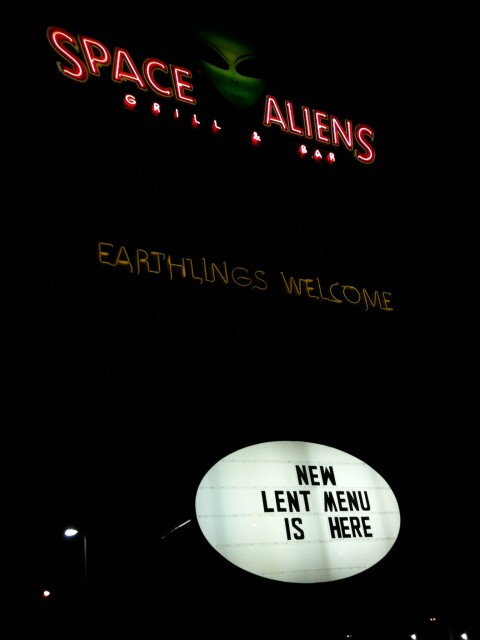 SPACE ALIENS
GRILL & BAR
EARTHLINGS WELCOME
NEW
LENT MENU
IS HERE